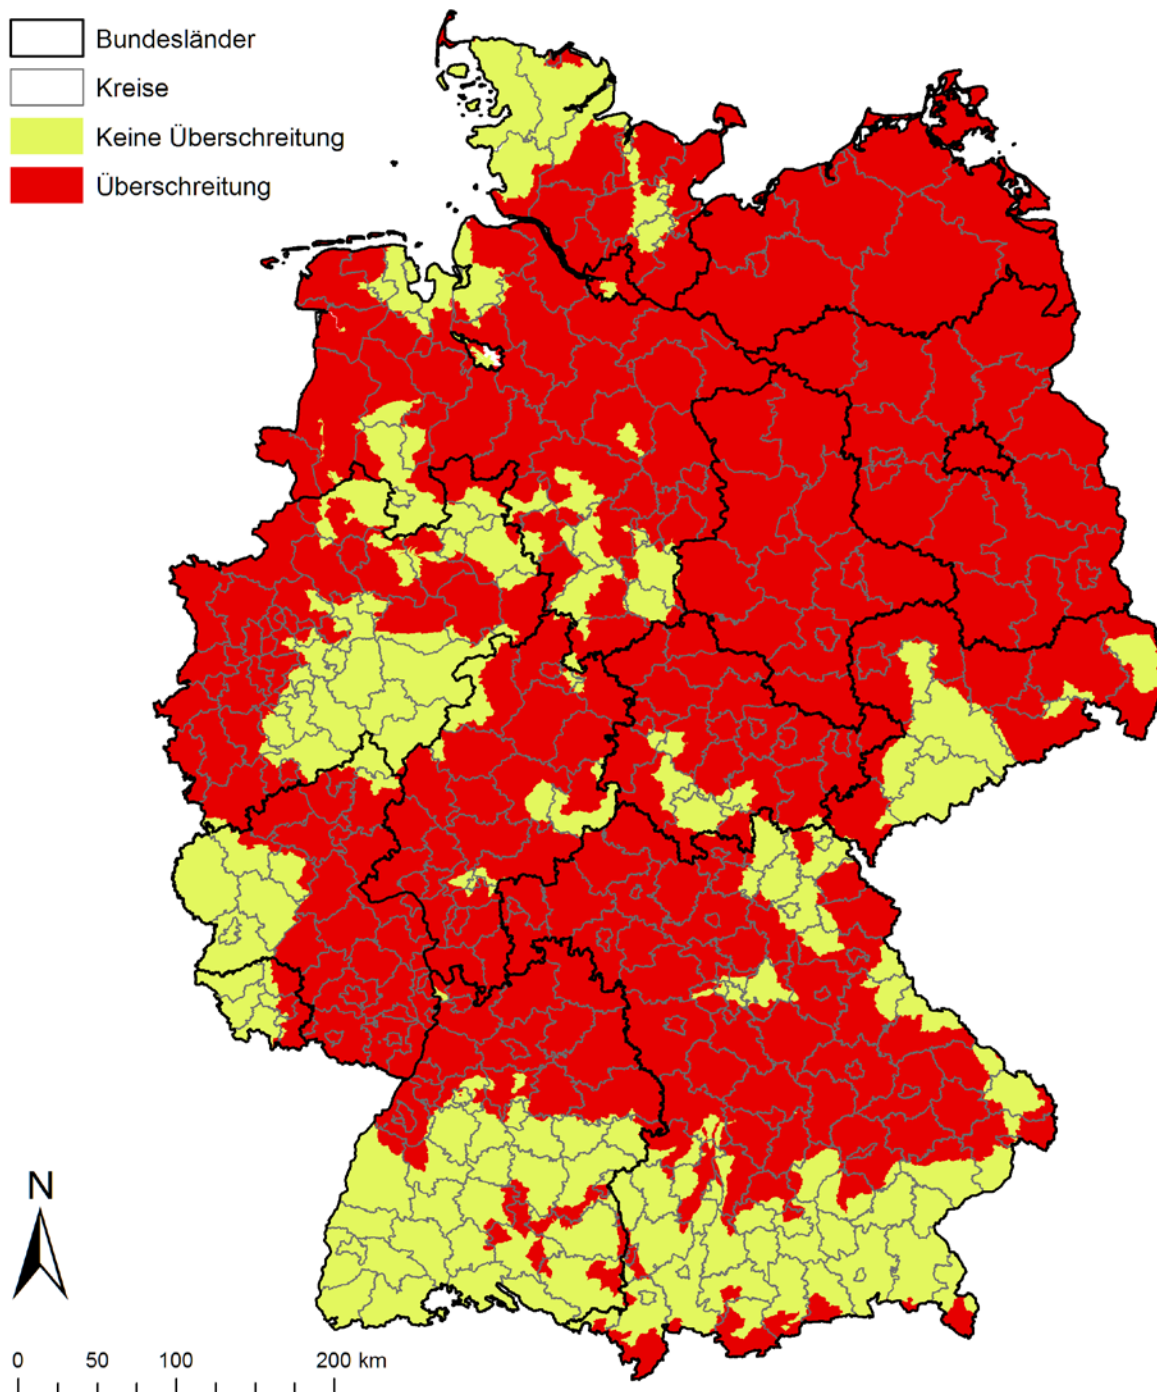 Bundesländer
Kreise
Keine Überschreitung
Überschreitung
N
0 50 100 200 km